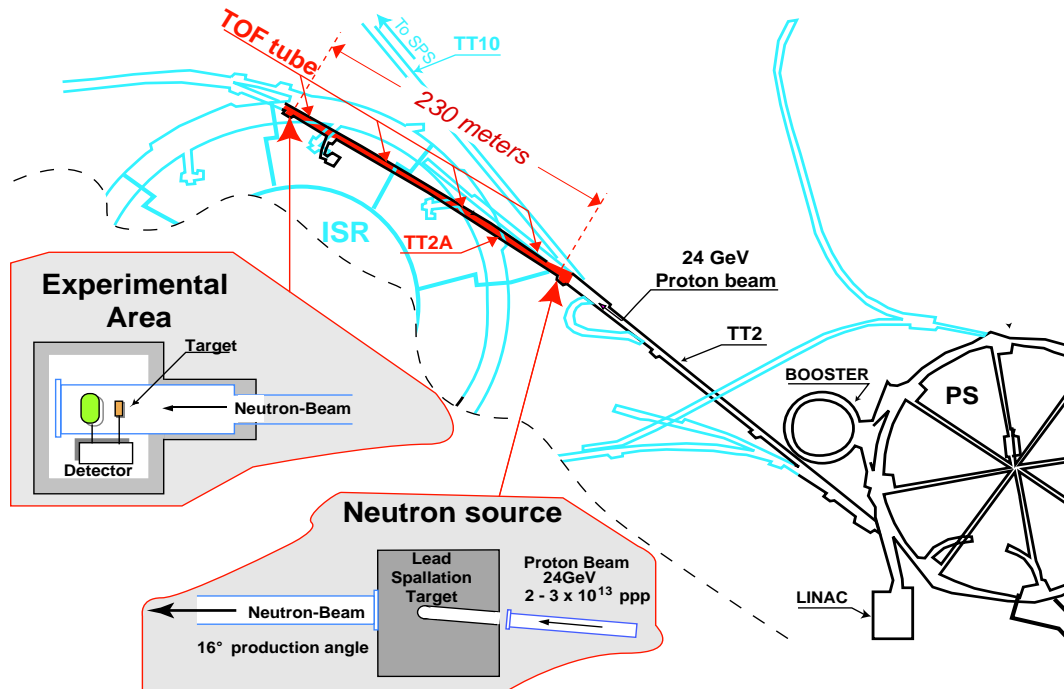 TOF tube
To SPS
TT10
230 meters
ISR
TT2A
24 GeV
Proton beam
TT2
BOOSTER
PS
LINAC
Experimental
Area
Target
Neutron-Beam
Detector
Neutron source
Lead
Spallation
Target
Proton Beam
24GeV
2 - 3 x 10¹³ ppp
Neutron-Beam
16° production angle